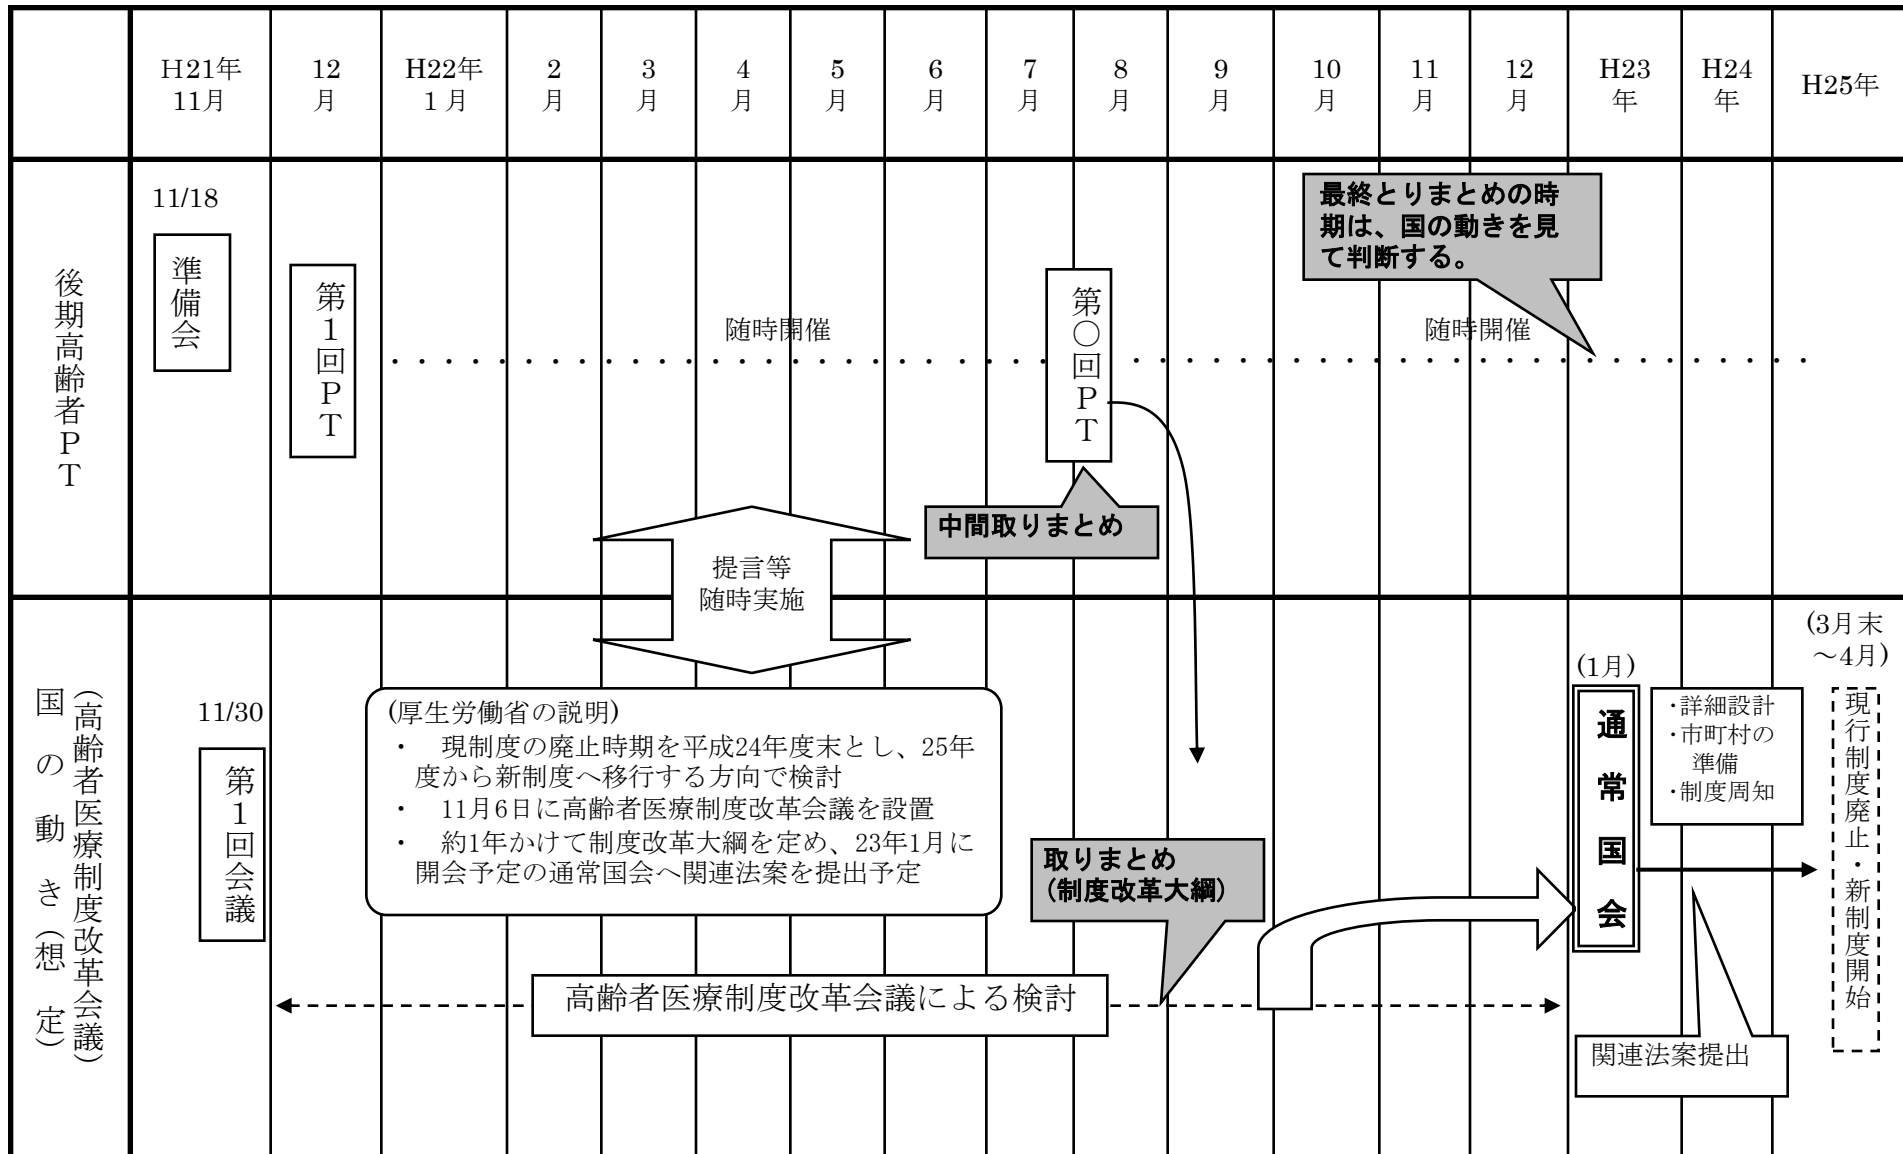 H21年
11月
12
月
H22年
1月
2
月
3
月
4
月
5
月
6
月
7
月
8
月
9
月
10
月
11
月
12
月
H23
年
H24
年
H25年
後期高齢者PT
11/18
準備会
第1回PT
随時開催
第○回PT
中間取りまとめ
最終とりまとめの時
期は、国の動きを見
て判断する。
随時開催
提言等
随時実施
国の動き(想定)
(高齢者医療制度改革会議)
11/30
第1回会議
(厚生労働省の説明)
・ 現制度の廃止時期を平成24年度末とし、25年
度から新制度へ移行する方向で検討
・ 11月6日に高齢者医療制度改革会議を設置
・ 約1年かけて制度改革大綱を定め、23年1月に
開会予定の通常国会へ関連法案を提出予定
高齢者医療制度改革会議による検討
取りまとめ
(制度改革大綱)
(1月)
通常国会
・詳細設計
・市町村の
準備
・制度周知
関連法案提出
(3月末
～4月)
現行制度廃止・新制度開始